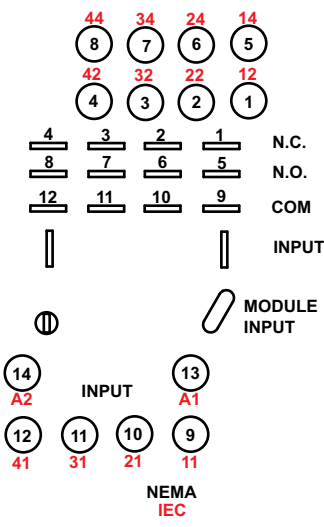 44 34 24 14
8 7 6 5
42 32 22 12
4 3 2 1
4 3 2 1 N.C.
8 7 6 5 N.O.
12 11 10 9 COM
INPUT
MODULE
INPUT
14 13
A2 INPUT A1
12 11 10 9
41 31 21 11
NEMA
IEC